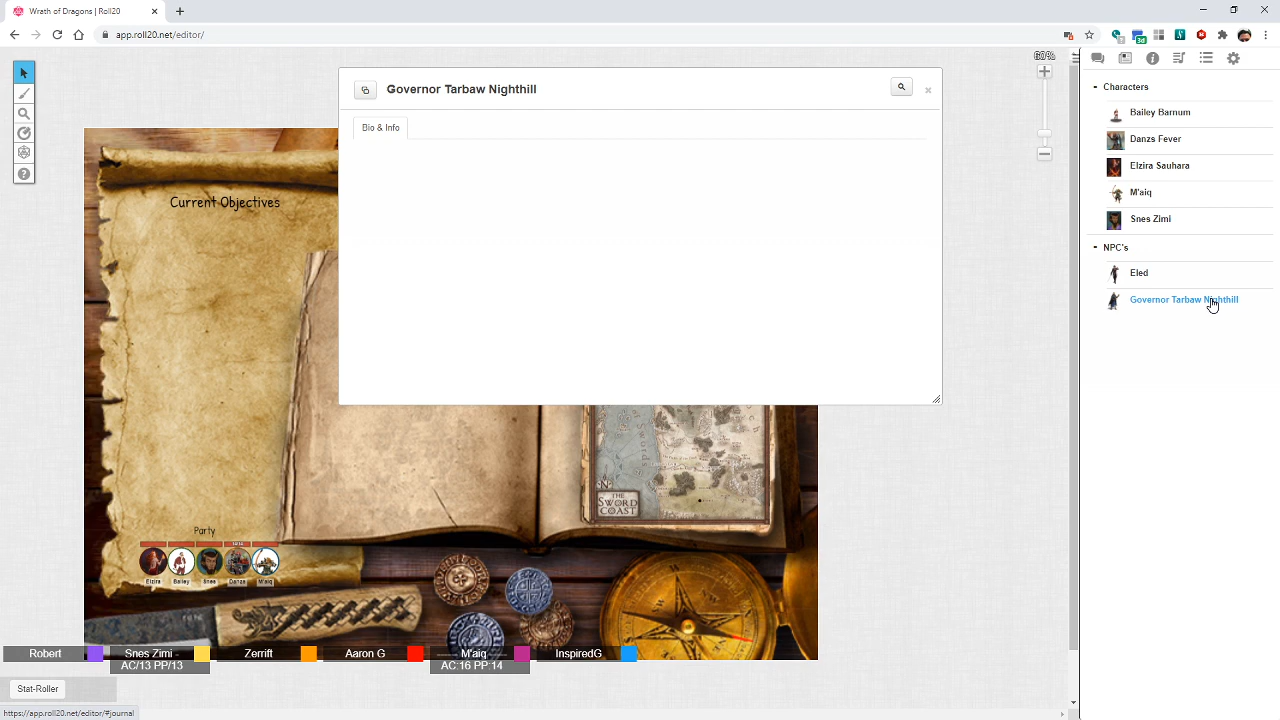 Wrath of Dragons | Roll20
app.roll20.net/editor/
3d
60%
Governor Tarbaw Nighthill
Bio & Info
Current Objectives
Party
Elzira Bailey Snes Danzs M'aiq
THE
SWORD
COAST
Characters
Bailey Barnum
Danzs Fever
Elzira Sauhara
M'aiq
Snes Zimi
NPC's
Eled
Governor Tarbaw Nighthill
Robert
Snes Zimi
AC/13 PP/13
Zerrift
Aaron G
M'aiq
AC:16 PP:14
InspiredG
Stat-Roller
https://app.roll20.net/editor/#journal